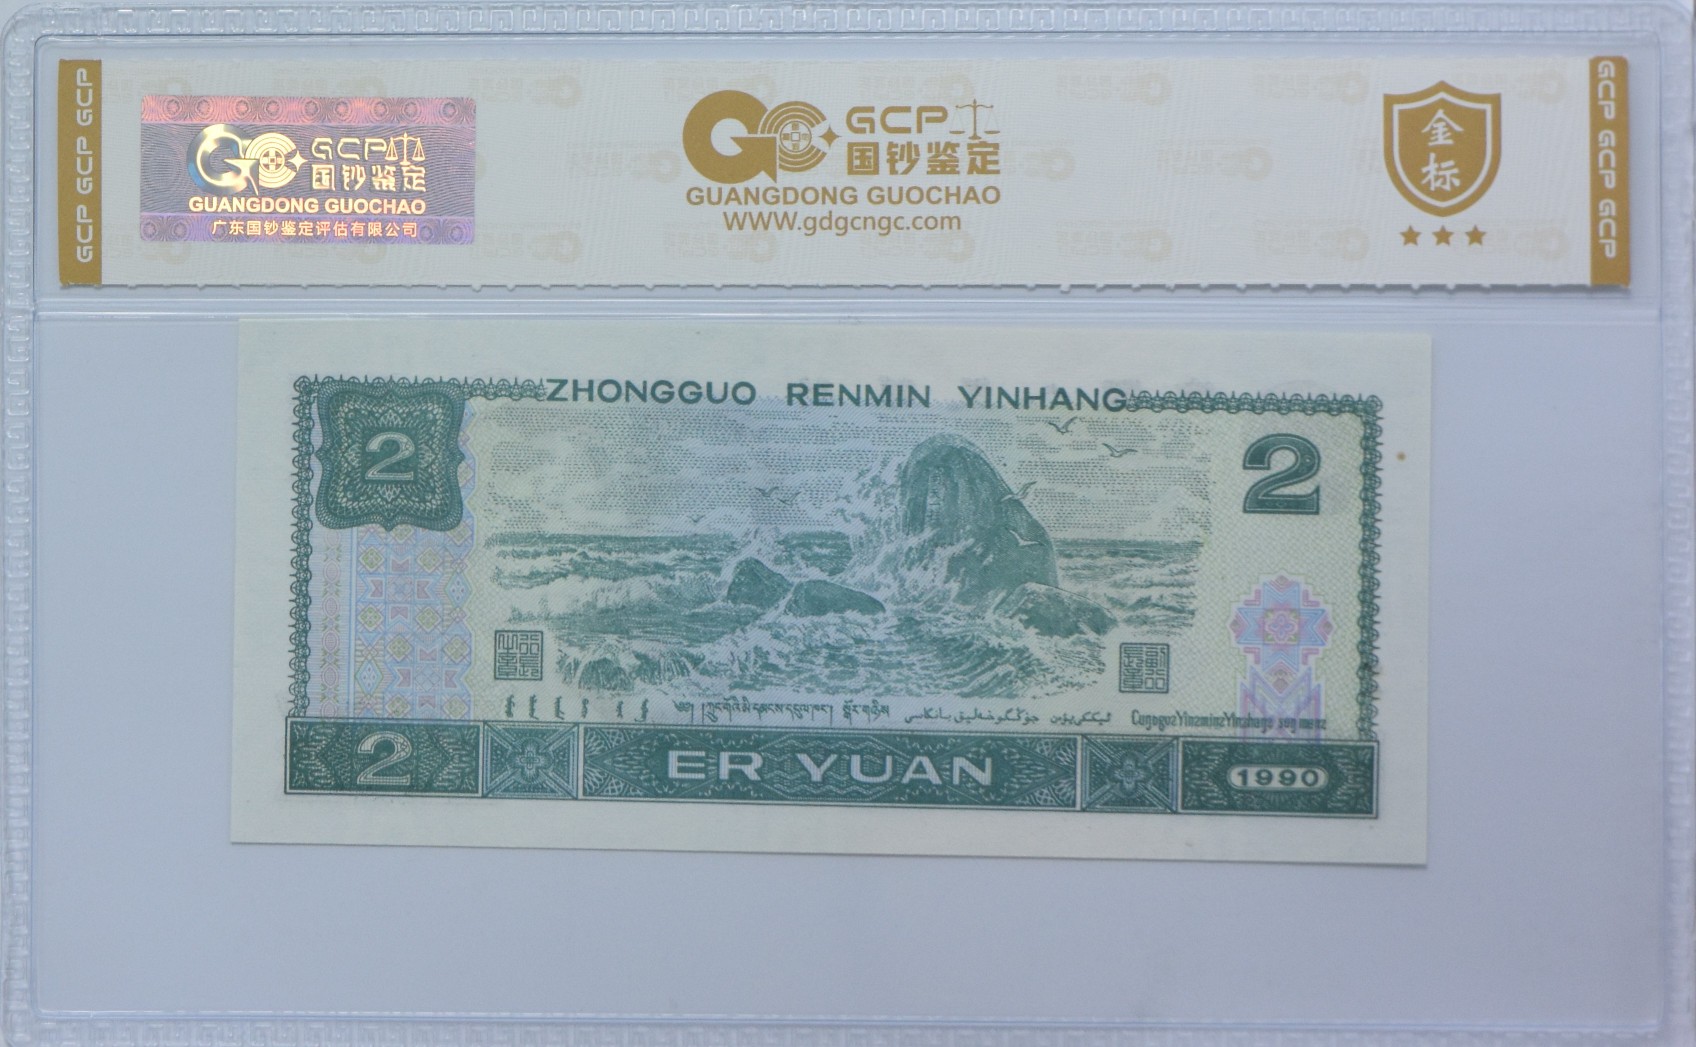 GCP GCP GCP
GCP 国钞鉴定
GUANGDONG GUOCHAO
广东国钞鉴定评估有限公司
GCP
国钞鉴定
GUANGDONG GUOCHAO
WWW.gdgcngc.com
金标
GCP GCP GCP
ZHONGGUO RENMIN YINHANG
2
2
2
ER YUAN
1990